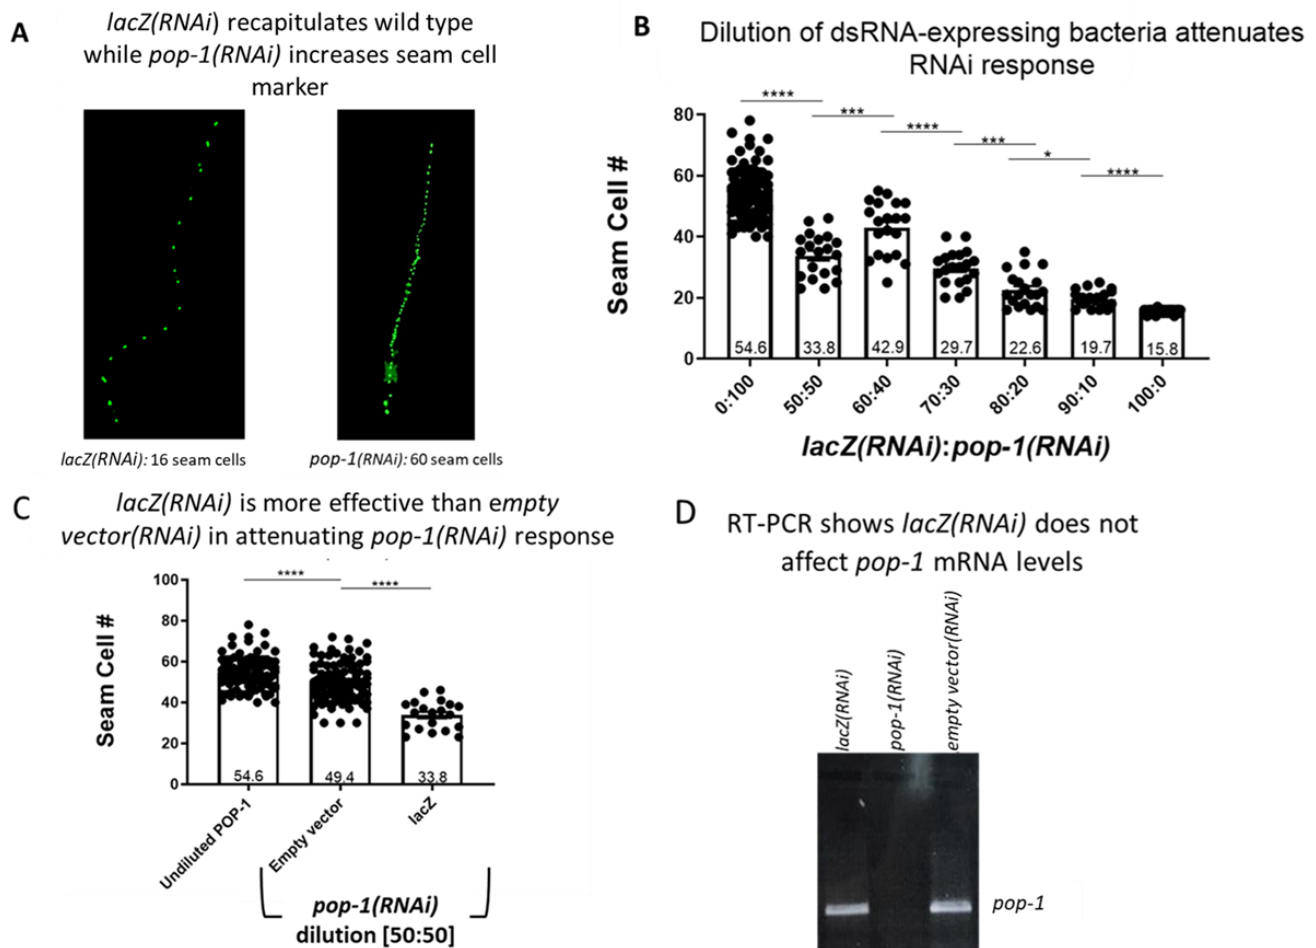 A
lacZ(RNAi) recapitulates wild type
while pop-1(RNAi) increases seam cell
marker
lacZ(RNAi): 16 seam cells
pop-1(RNAi): 60 seam cells
B
Dilution of dsRNA-expressing bacteria attenuates
RNAi response
****
***
****
***
*
****
Seam Cell #
80
60
40
20
0
54.6
33.8
42.9
29.7
22.6
19.7
15.8
0:100
50:50
60:40
70:30
80:20
90:10
100:0
lacZ(RNAi):pop-1(RNAi)
C
lacZ(RNAi) is more effective than empty
vector(RNAi) in attenuating pop-1(RNAi) response
****
****
Seam Cell #
100
80
60
40
20
0
54.6
49.4
33.8
Undiluted POP-1
Empty vector
lacZ
pop-1(RNAi)
dilution [50:50]
D
RT-PCR shows lacZ(RNAi) does not
affect pop-1 mRNA levels
lacZ(RNAi)
pop-1(RNAi)
empty vector(RNAi)
pop-1